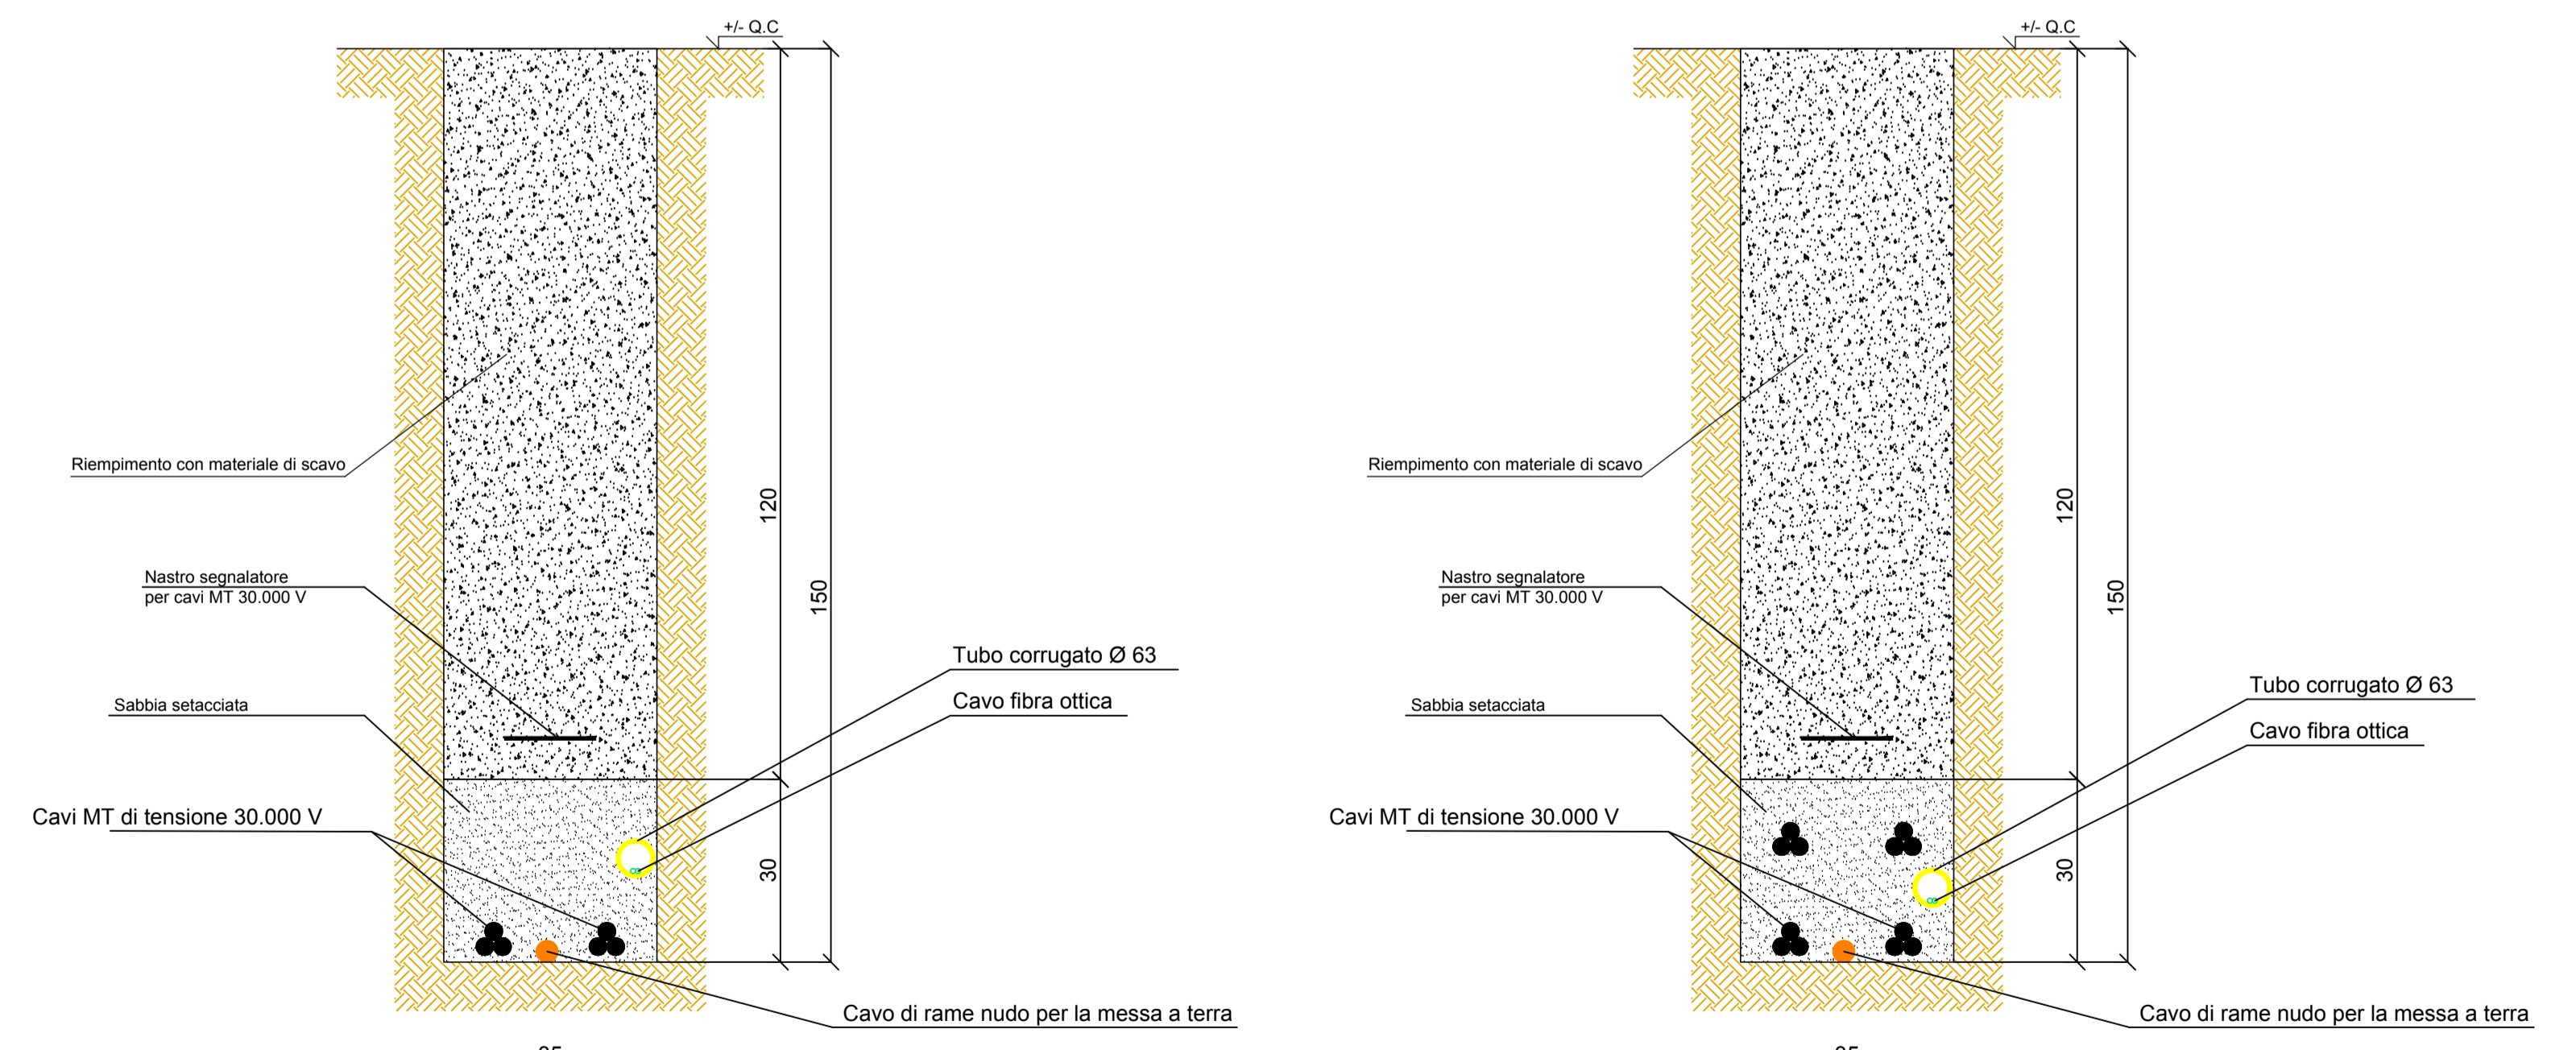 +/- Q.C
Riempimento con materiale di scavo
120
Nastro segnalatore
per cavi MT 30.000 V
150
Tubo corrugato Ø 63
Sabbia setacciata
Cavo fibra ottica
Cavi MT di tensione 30.000 V
30
Cavo di rame nudo per la messa a terra
+/- Q.C
Riempimento con materiale di scavo
120
Nastro segnalatore
per cavi MT 30.000 V
150
Tubo corrugato Ø 63
Sabbia setacciata
Cavo fibra ottica
Cavi MT di tensione 30.000 V
30
Cavo di rame nudo per la messa a terra